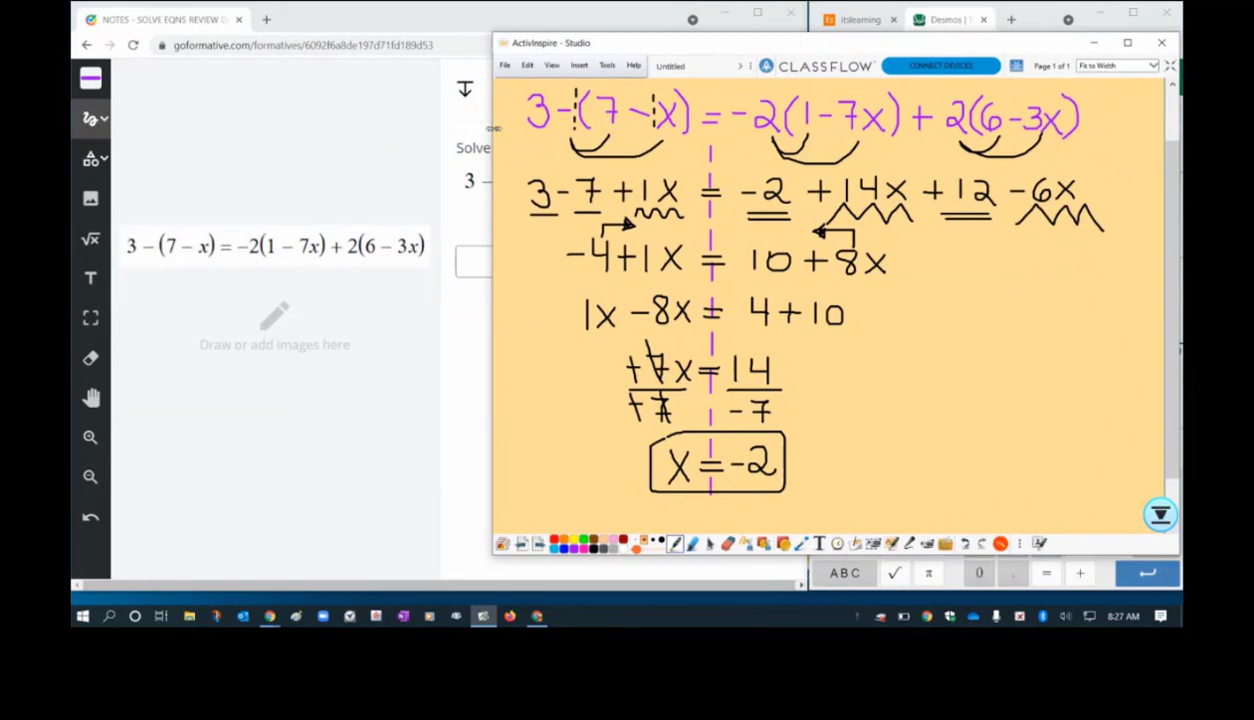 NOTES - SOLVE EQNS REVIEW
itslearning
Desmos | 1
goformative.com/formatives/6092f6a8de197d71fd189d53
ActivInspire - Studio
File Edit View Insert Tools Help
Untitled
CLASSFLOW
CONNECT DEVICES
Page 1 of 1
Fit to Width
3-(7-1x) = -2(1-7x) + 2(6-3x)
Solve
3 -
3-7+1x = -2 +14x +12 -6x
3 − (7 − x) = −2(1 − 7x) + 2(6 − 3x)
-4+1x = 10 +8x
1x -8x = 4+10
Draw or add images here
-7x = 14
-7 -7
x = -2
ABC √ π 0 . = +
8:27 AM